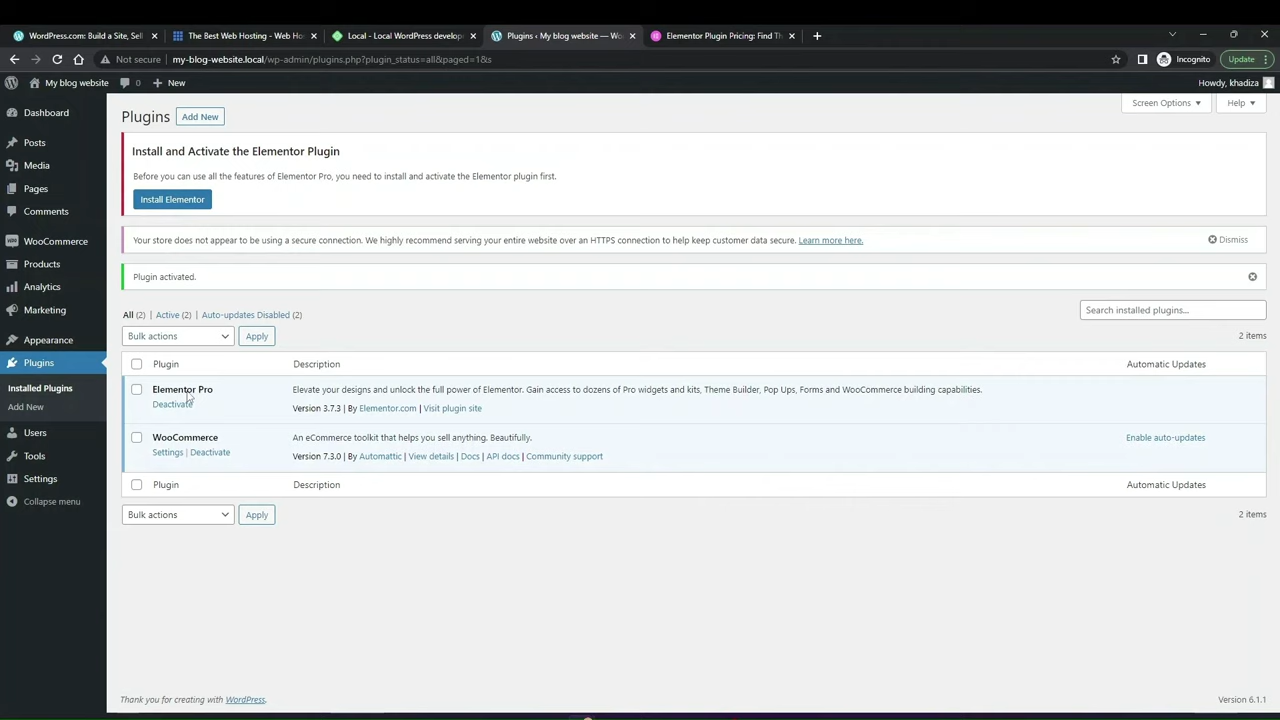 WordPress.com: Build a Site, Sell
The Best Web Hosting - Web Hos
Local - Local WordPress develope
Plugins ‹ My blog website — Wo
Elementor Plugin Pricing: Find Th
Not secure
my-blog-website.local/wp-admin/plugins.php?plugin_status=all&paged=1&s
Incognito
Update
My blog website
0
New
Howdy, khadiza
Dashboard
Posts
Media
Pages
Comments
WooCommerce
Products
Analytics
Marketing
Appearance
Plugins
Installed Plugins
Add New
Users
Tools
Settings
Collapse menu
Screen Options
Help
Plugins
Add New
Install and Activate the Elementor Plugin
Before you can use all the features of Elementor Pro, you need to install and activate the Elementor plugin first.
Install Elementor
Your store does not appear to be using a secure connection. We highly recommend serving your entire website over an HTTPS connection to help keep customer data secure. Learn more here.
Dismiss
Plugin activated.
All (2) | Active (2) | Auto-updates Disabled (2)
Search installed plugins...
Bulk actions
Apply
2 items
Plugin
Description
Automatic Updates
Elementor Pro
Elevate your designs and unlock the full power of Elementor. Gain access to dozens of Pro widgets and kits, Theme Builder, Pop Ups, Forms and WooCommerce building capabilities.
Deactivate
Version 3.7.3 | By Elementor.com | Visit plugin site
WooCommerce
An eCommerce toolkit that helps you sell anything. Beautifully.
Enable auto-updates
Settings | Deactivate
Version 7.3.0 | By Automattic | View details | Docs | API docs | Community support
Plugin
Description
Automatic Updates
Bulk actions
Apply
2 items
Thank you for creating with WordPress.
Version 6.1.1